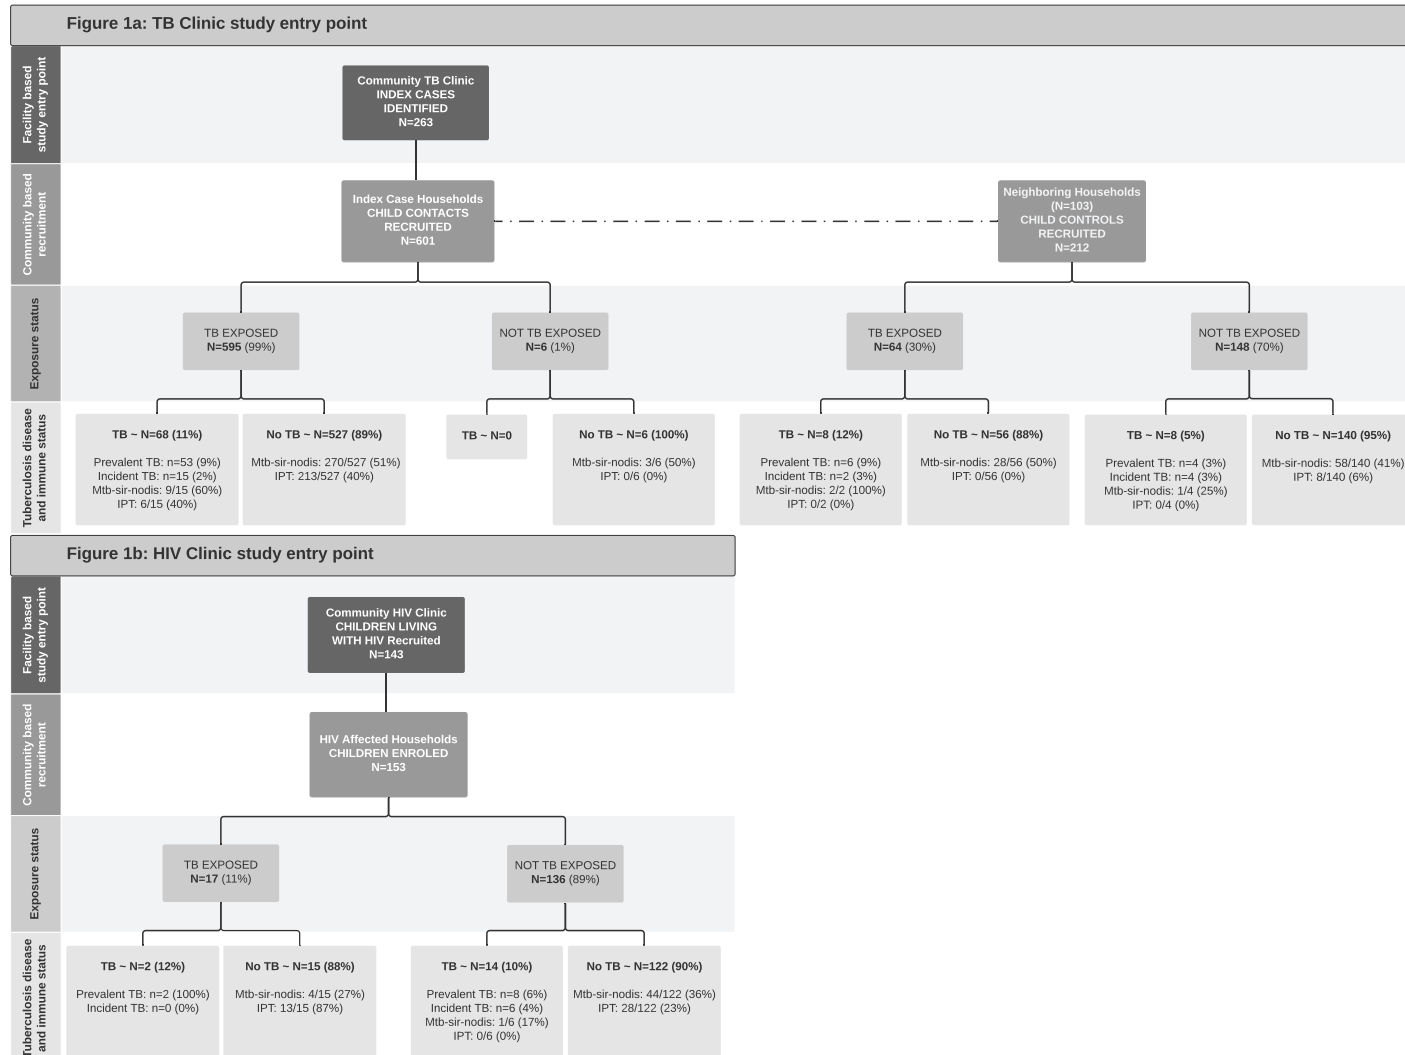 Figure 1a: TB Clinic study entry point
Facility based
study entry point
Community TB Clinic
INDEX CASES
IDENTIFIED
N=263
Community based
recruitment
Index Case Households
CHILD CONTACTS
RECRUITED
N=601
Neighboring Households
(N=103)
CHILD CONTROLS
RECRUITED
N=212
Exposure status
TB EXPOSED
N=595 (99%)
NOT TB EXPOSED
N=6 (1%)
TB EXPOSED
N=64 (30%)
NOT TB EXPOSED
N=148 (70%)
Tuberculosis disease
and immune status
TB ~ N=68 (11%)
Prevalent TB: n=53 (9%)
Incident TB: n=15 (2%)
Mtb-sir-nodis: 9/15 (60%)
IPT: 6/15 (40%)
No TB ~ N=527 (89%)
Mtb-sir-nodis: 270/527 (51%)
IPT: 213/527 (40%)
TB ~ N=0
No TB ~ N=6 (100%)
Mtb-sir-nodis: 3/6 (50%)
IPT: 0/6 (0%)
TB ~ N=8 (12%)
Prevalent TB: n=6 (9%)
Incident TB: n=2 (3%)
Mtb-sir-nodis: 2/2 (100%)
IPT: 0/2 (0%)
No TB ~ N=56 (88%)
Mtb-sir-nodis: 28/56 (50%)
IPT: 0/56 (0%)
TB ~ N=8 (5%)
Prevalent TB: n=4 (3%)
Incident TB: n=4 (3%)
Mtb-sir-nodis: 1/4 (25%)
IPT: 0/4 (0%)
No TB ~ N=140 (95%)
Mtb-sir-nodis: 58/140 (41%)
IPT: 8/140 (6%)
Figure 1b: HIV Clinic study entry point
Facility based
study entry point
Community HIV Clinic
CHILDREN LIVING
WITH HIV Recruited
N=143
Community based
recruitment
HIV Affected Households
CHILDREN ENROLED
N=153
Exposure status
TB EXPOSED
N=17 (11%)
NOT TB EXPOSED
N=136 (89%)
Tuberculosis disease
and immune status
TB ~ N=2 (12%)
Prevalent TB: n=2 (100%)
Incident TB: n=0 (0%)
No TB ~ N=15 (88%)
Mtb-sir-nodis: 4/15 (27%)
IPT: 13/15 (87%)
TB ~ N=14 (10%)
Prevalent TB: n=8 (6%)
Incident TB: n=6 (4%)
Mtb-sir-nodis: 1/6 (17%)
IPT: 0/6 (0%)
No TB ~ N=122 (90%)
Mtb-sir-nodis: 44/122 (36%)
IPT: 28/122 (23%)